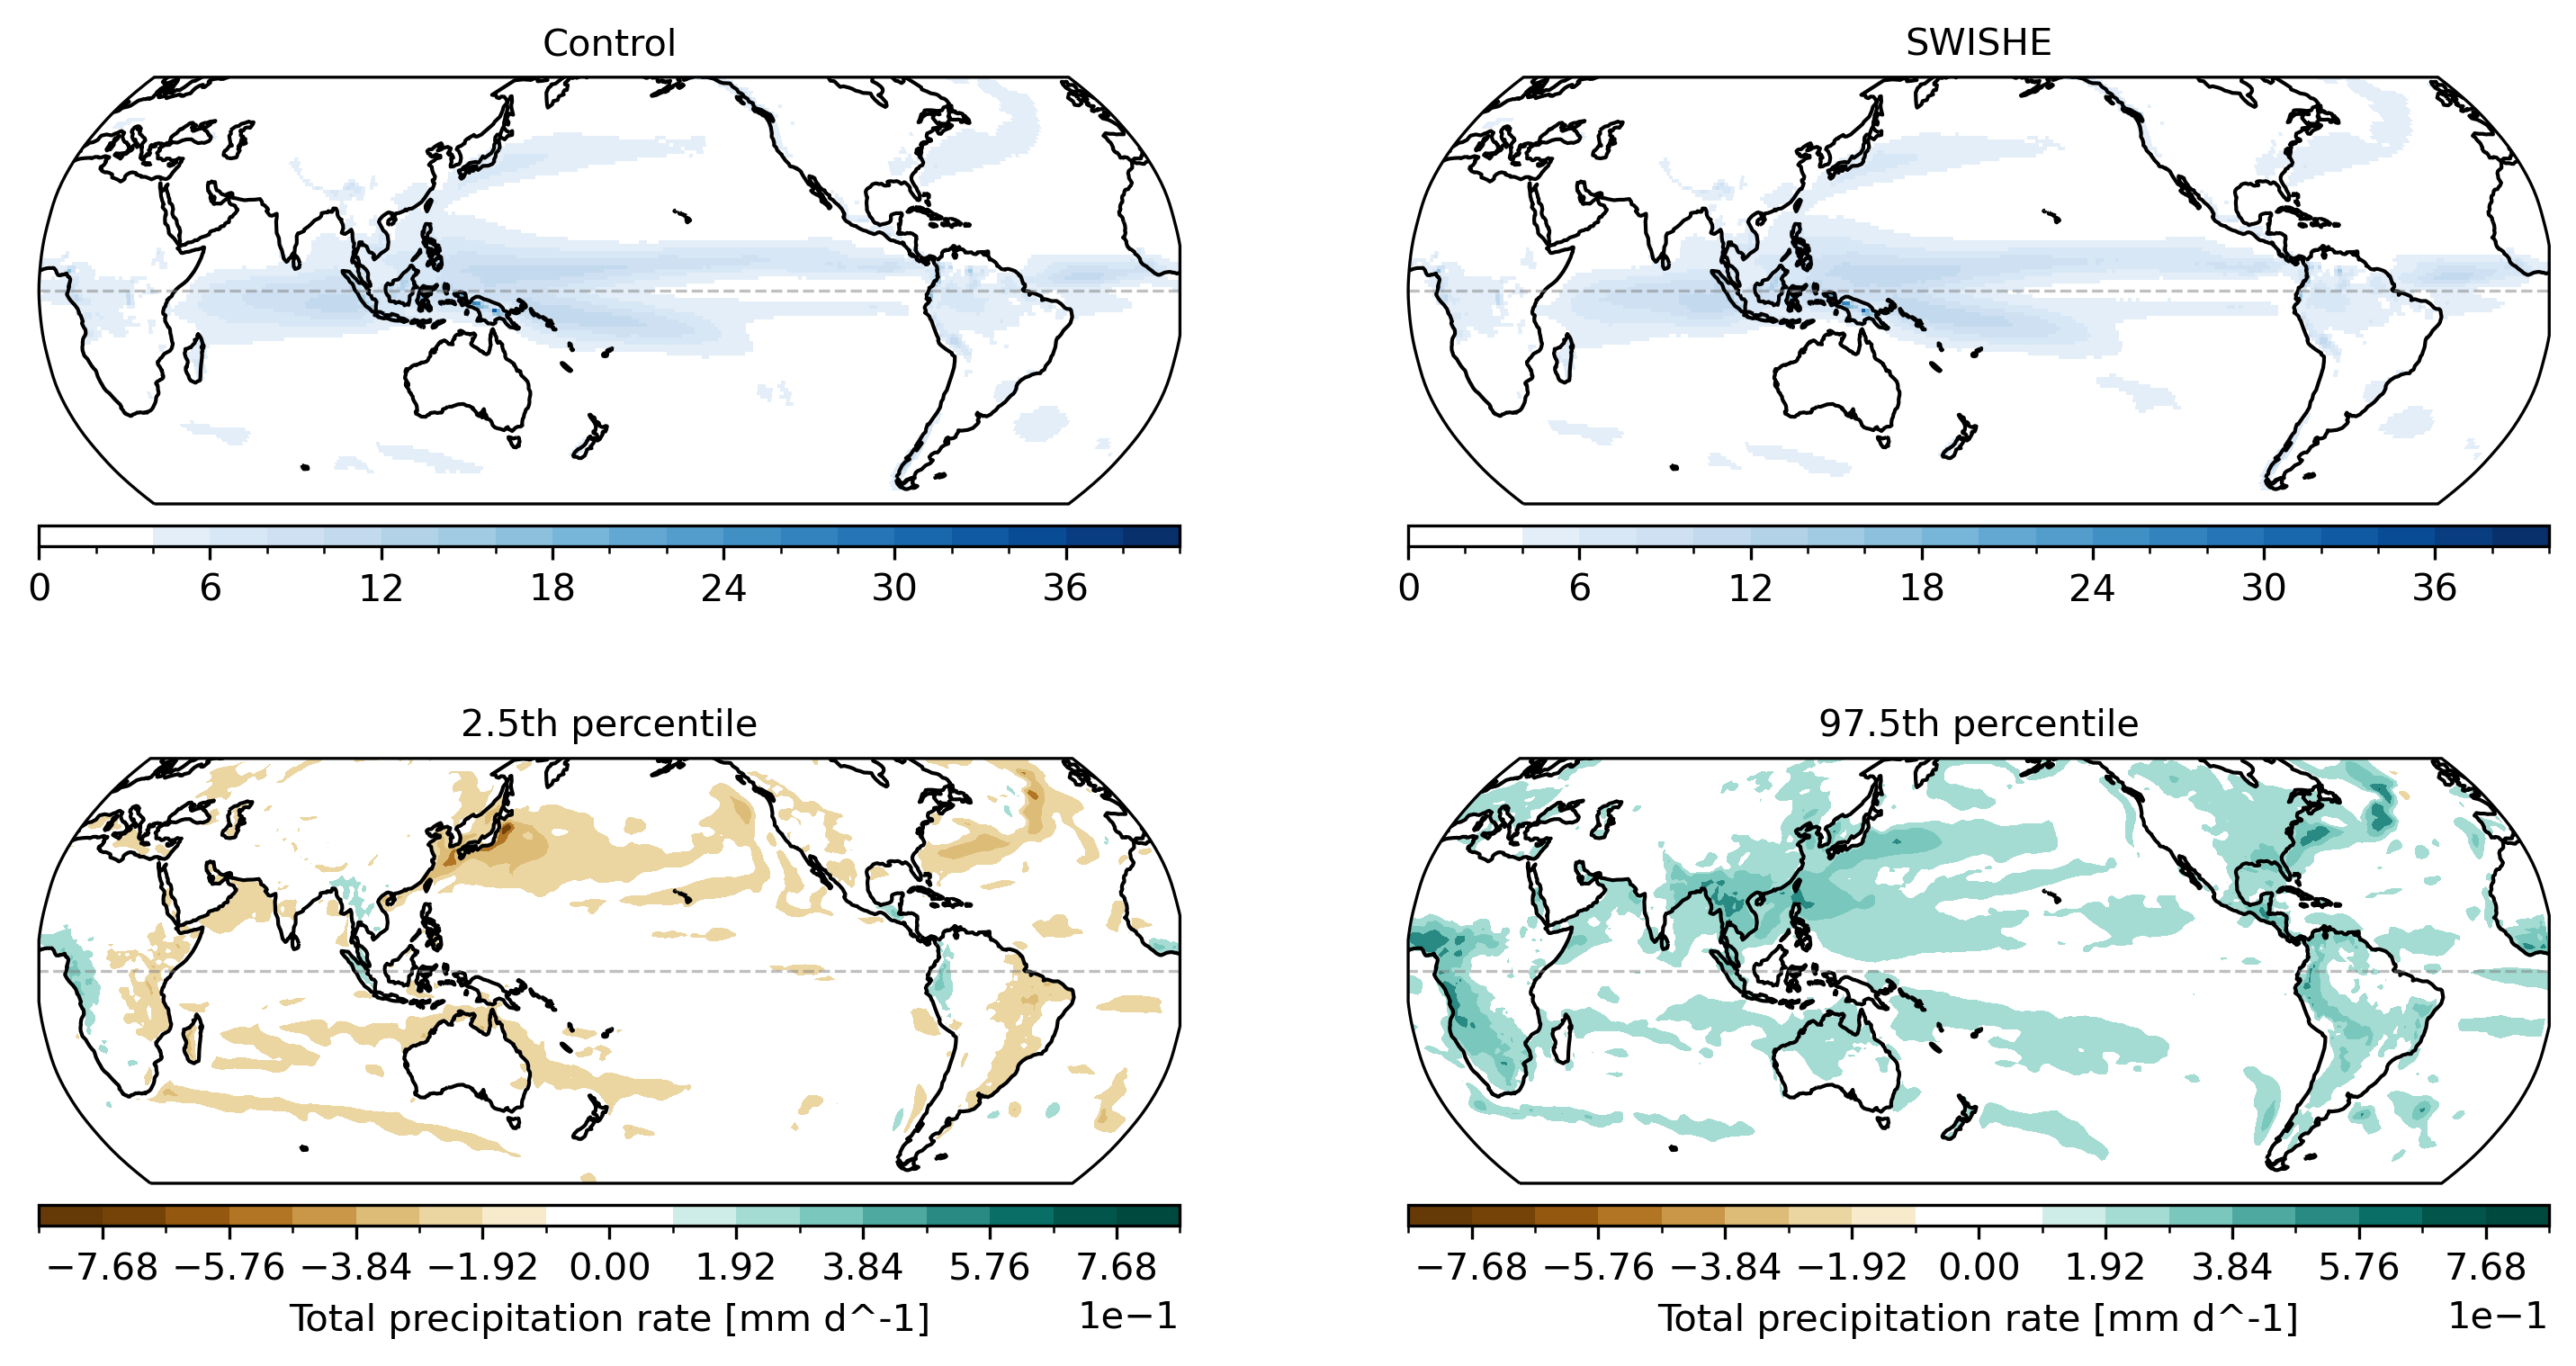 Control
SWISHE
0 6 12 18 24 30 36
0 6 12 18 24 30 36
2.5th percentile
97.5th percentile
−7.68 −5.76 −3.84 −1.92 0.00 1.92 3.84 5.76 7.68
−7.68 −5.76 −3.84 −1.92 0.00 1.92 3.84 5.76 7.68
Total precipitation rate [mm d^-1]
1e−1
Total precipitation rate [mm d^-1]
1e−1